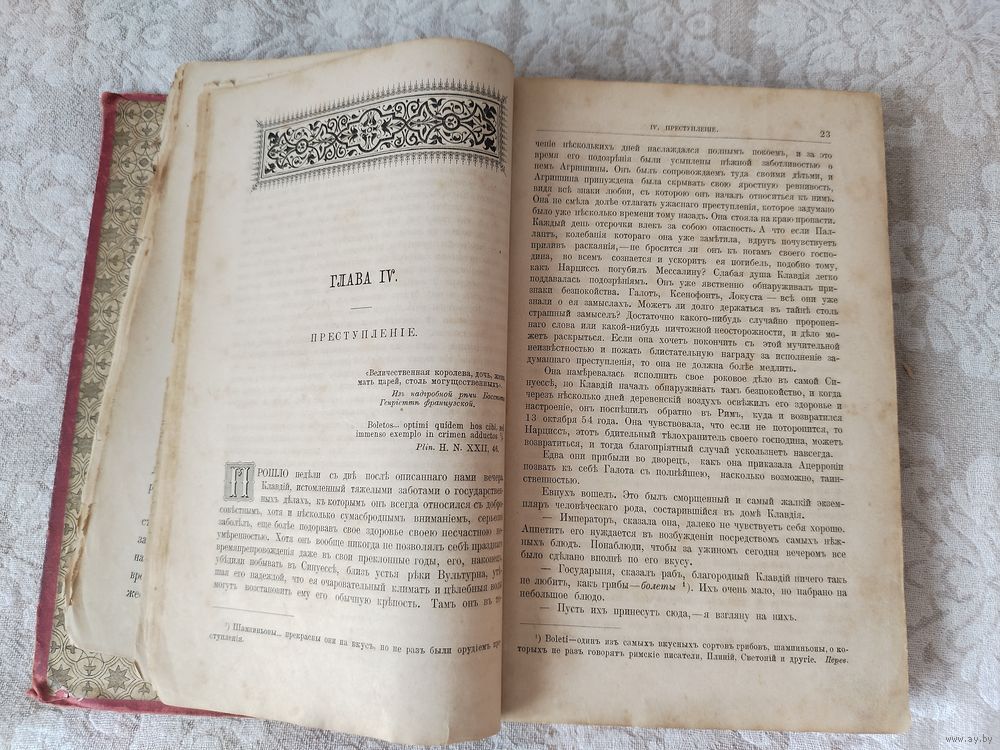 ГЛАВА IV.
ПРЕСТУПЛЕНІЕ.
«Величественная королева, дочь, жена
мать царей, столь могущественныхъ».
Изъ надгробной рѣчи Боссюэта
Генріэттѣ французской.
Boletos... optimi quidem hos cibi,
immenso exemplo in crimen adductos ¹).
Plin. H. N. XXII, 46.
ПРОШЛО недѣли съ двѣ послѣ описаннаго нами вечера.
Клавдій, истомленный тяжелыми заботами о государствен-
ныхъ дѣлахъ, къ которымъ онъ всегда относился съ добро-
совѣстнымъ, хотя и нѣсколько сумасброднымъ вниманіемъ, серьезно
заболѣлъ, еще болѣе подорвавъ свое здоровье своею несчастною не-
умѣренностью. Хотя онъ вообще никогда не позволялъ себѣ празднаго
времяпрепровожденія даже въ свои преклонные годы, его, наконецъ,
убѣдили побывать въ Синуессѣ, близъ устья рѣки Вультурна,
шая его надеждой, что ея очаровательный климатъ и цѣлебныя воды
могутъ возстановить ему его обычную крѣпость. Тамъ онъ въ
¹) Шампиньоны... прекрасны они на вкусъ, но не разъ были орудіемъ пре-
ступленія.
IV. ПРЕСТУПЛЕНІЕ. 23
ченіе нѣсколькихъ дней наслаждался полнымъ покоемъ, и за это
время его подозрѣнія были усыплены нѣжной заботливостью о
немъ Агриппины. Онъ былъ сопровождаемъ туда своими дѣтьми, и
Агриппина принуждена была скрывать свою яростную ревнивость,
видя всѣ знаки любви, съ которою онъ началъ относиться къ нимъ.
Она не смѣла долѣе отлагать ужаснаго преступленія, которое задумано
было уже нѣсколько времени тому назадъ. Она стояла на краю пропасти.
Каждый день отсрочки влекъ за собою опасность. А что если Пал-
лантъ, колебанія котораго она уже замѣтила, вдругъ почувствуетъ
приливъ раскаянія,—не бросится ли онъ къ ногамъ своего госпо-
дина, во всемъ сознается и ускоритъ ея погибель, подобно тому,
какъ Нарциссъ погубилъ Мессалину? Слабая душа Клавдія легко
поддавалась подозрѣніямъ. Онъ уже явственно обнаруживалъ при-
знаки безпокойства. Галотъ, Ксенофонтъ, Локуста — всѣ они уже
знали о ея замыслахъ. Можетъ ли долго держаться въ тайнѣ столь
страшный замыселъ? Достаточно какого-нибудь случайно пророnen-
наго слова или какой-нибудь ничтожной неосторожности, и дѣло мо-
жетъ раскрыться. Если она хочетъ покончить съ этой мучительной
неизвѣстностью и пожать блистательную награду за исполненіе за-
думаннаго преступленія, то она не должна болѣе медлить.
Она намѣревалась исполнить свое роковое дѣло въ самой Си-
нуессѣ, но Клавдій началъ обнаруживать тамъ безпокойство, и когда
черезъ нѣсколько дней деревенскій воздухъ освѣжилъ его здоровье и
настроеніе, онъ поспѣшилъ обратно въ Римъ, куда и возвратился
13 октября 54 года. Она чувствовала, что если не поторопится, то
Нарциссъ, этотъ бдительный тѣлохранитель своего господина, можетъ
возвратиться, и тогда благопріятный случай ускользнетъ навсегда.
Едва они прибыли во дворецъ, какъ она приказала Ацерроніи
позвать къ себѣ Галота съ полнѣйшею, насколько возможно, таин-
ственностью.
Евнухъ вошелъ. Это былъ сморщенный и самый жалкій экзем-
пляръ человѣческаго рода, состарившійся въ домѣ Клавдія.
— Императоръ, сказала она, далеко не чувствуетъ себя хорошо.
Аппетитъ его нуждается въ возбужденіи посредствомъ самыхъ нѣж-
ныхъ блюдъ. Понаблюди, чтобы за ужиномъ сегодня вечеромъ все
было сдѣлано вполнѣ по его вкусу.
— Государыня, сказалъ рабъ, благородный Клавдій ничего такъ
не любитъ, какъ грибы—болеты ¹). Ихъ очень мало, но набрано на
небольшое блюдо.
— Пусть ихъ принесутъ сюда,—я взгляну на нихъ.
¹) Boleti—одинъ изъ самыхъ вкусныхъ сортовъ грибовъ, шампиньоны, о ко-
торыхъ не разъ говорятъ римскіе писатели, Плиній, Светоній и другіе. Перев.
www.ay.by